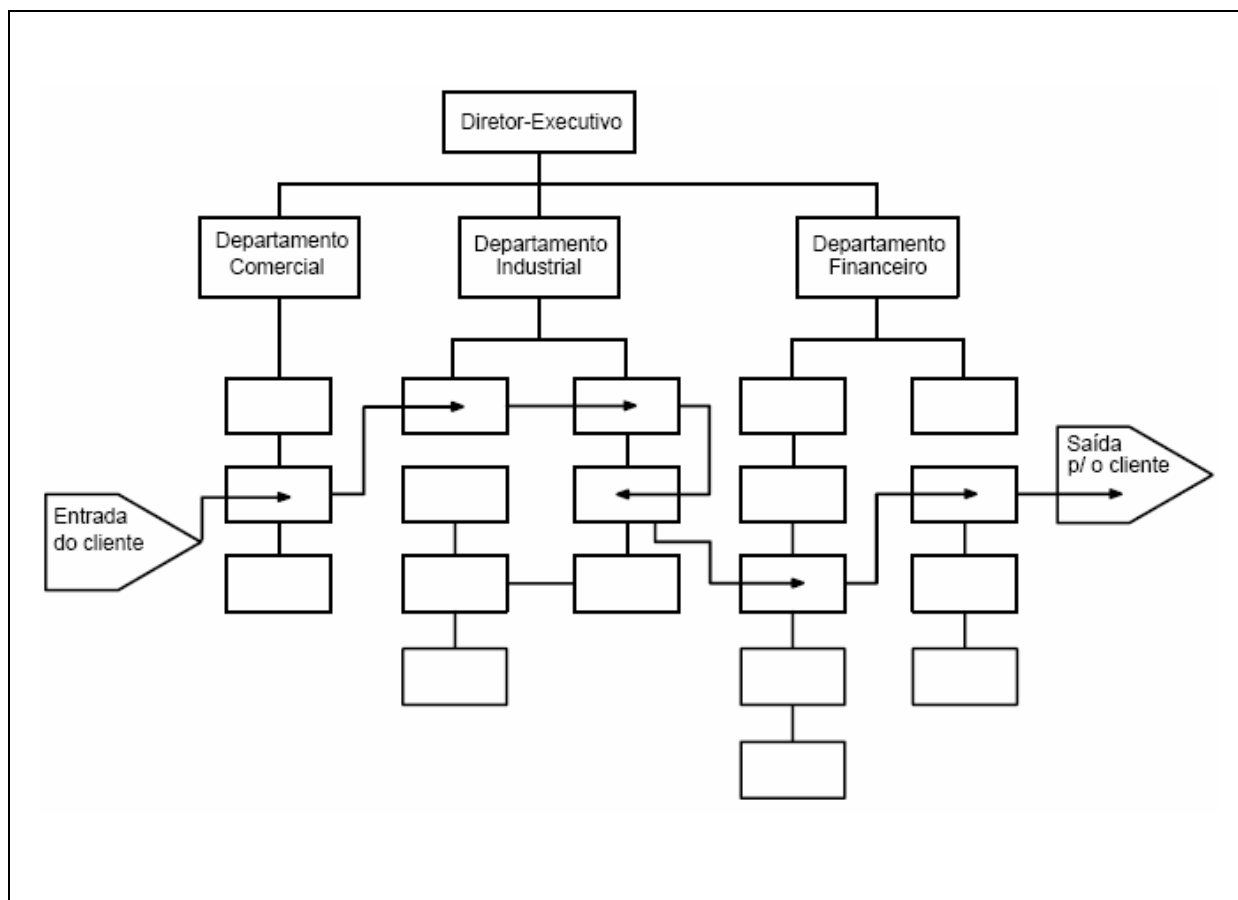 Diretor-Executivo
Departamento
Comercial
Departamento
Industrial
Departamento
Financeiro
Saída
p/ o cliente
Entrada
do cliente